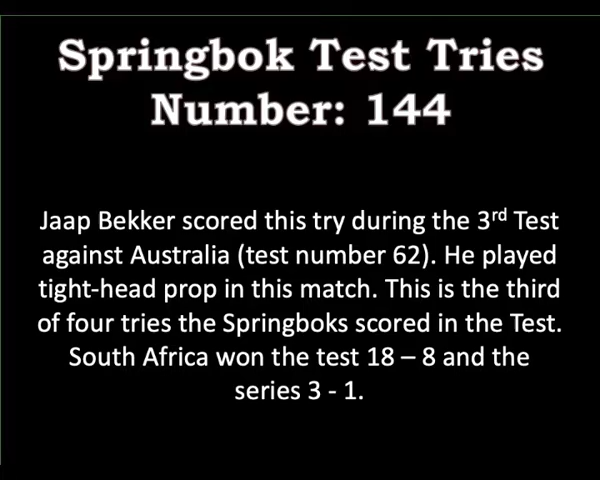 Springbok Test Tries
Number: 144
Jaap Bekker scored this try during the 3rd Test
against Australia (test number 62). He played
tight-head prop in this match. This is the third
of four tries the Springboks scored in the Test.
South Africa won the test 18 – 8 and the
series 3 - 1.